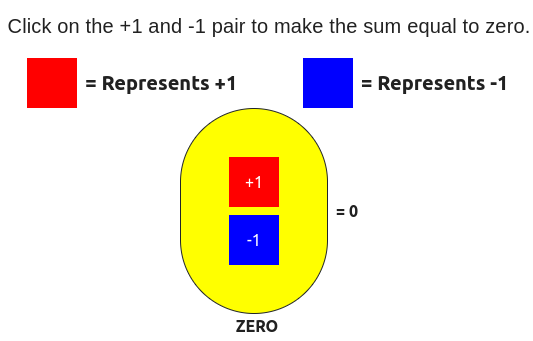 Click on the +1 and -1 pair to make the sum equal to zero.
= Represents +1
= Represents -1
+1
-1
= 0
ZERO